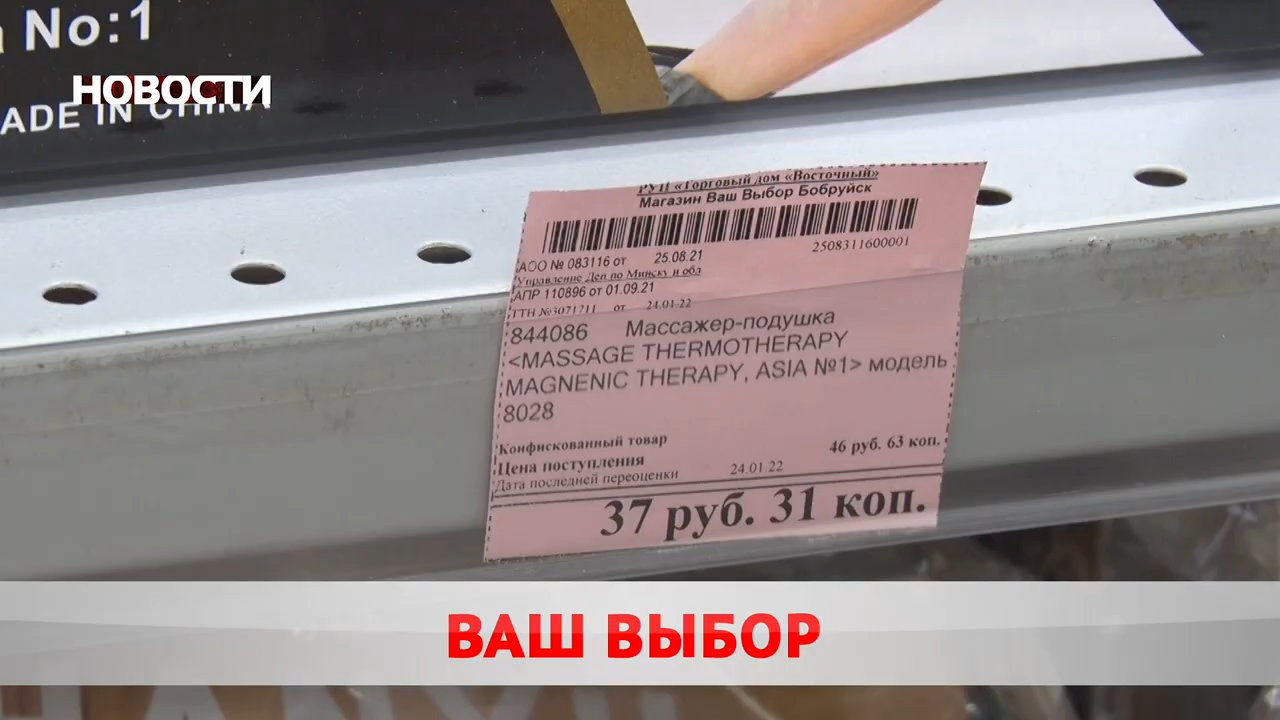 No:1
НОВОСТИ
ADE IN CHINA
РУП «Торговый дом «Восточный»
Магазин Ваш Выбор Бобруйск
250831160001
АОО № 083116 от 25.08.21
Управление Деп по Минску и обл
АПР 110896 от 01.09.21
ТТН №3071711 от 24.01.22
844086 Массажер-подушка
<MASSAGE THERMOTHERAPY
MAGNENIC THERAPY, ASIA №1> модель
8028
Конфискованный товар
Цена поступления 46 руб. 63 коп.
Дата последней переоценки 24.01.22
37 руб. 31 коп.
ВАШ ВЫБОР